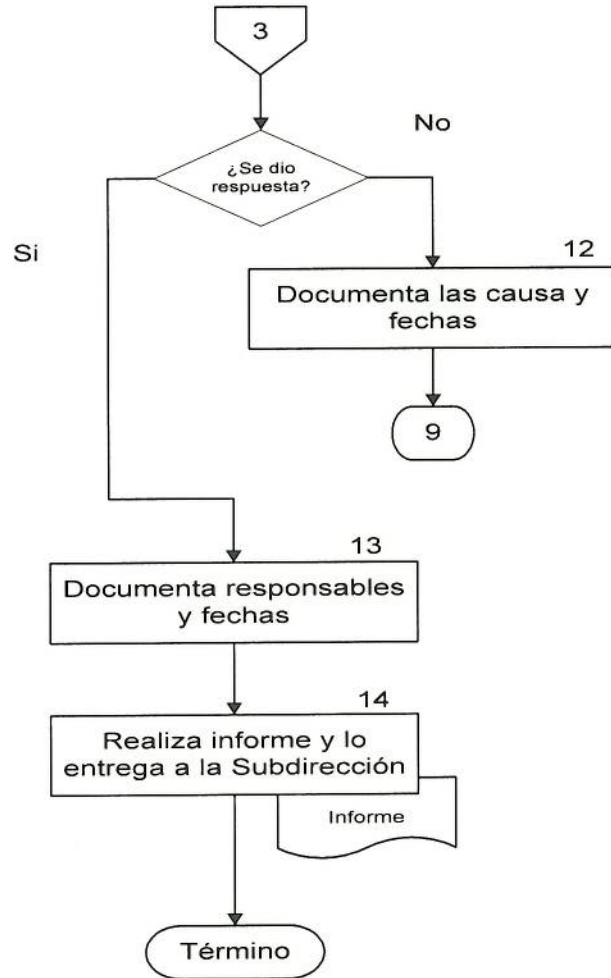 3
No
¿Se dio
respuesta?
Si
12
Documenta las causa y
fechas
9
13
Documenta responsables
y fechas
14
Realiza informe y lo
entrega a la Subdirección
Informe
Término